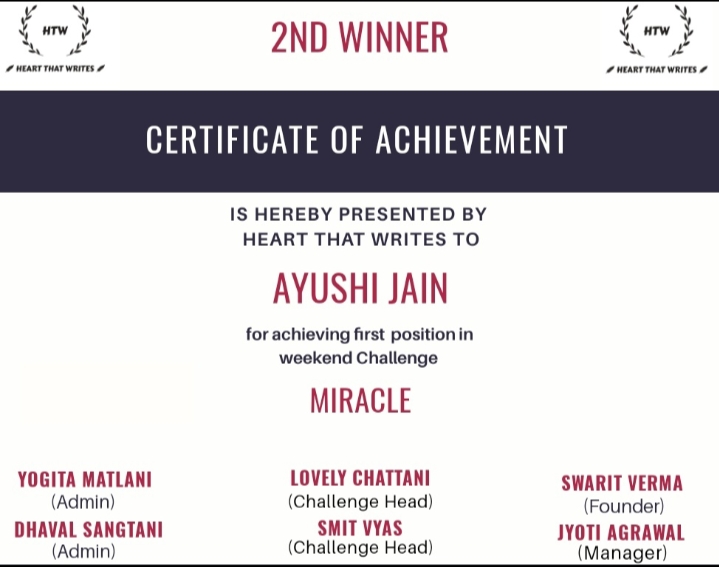 HTW
HEART THAT WRITES
2ND WINNER
HTW
HEART THAT WRITES
CERTIFICATE OF ACHIEVEMENT
IS HEREBY PRESENTED BY
HEART THAT WRITES TO
AYUSHI JAIN
for achieving first position in
weekend Challenge
MIRACLE
YOGITA MATLANI
(Admin)
DHAVAL SANGTANI
(Admin)
LOVELY CHATTANI
(Challenge Head)
SMIT VYAS
(Challenge Head)
SWARIT VERMA
(Founder)
JYOTI AGRAWAL
(Manager)